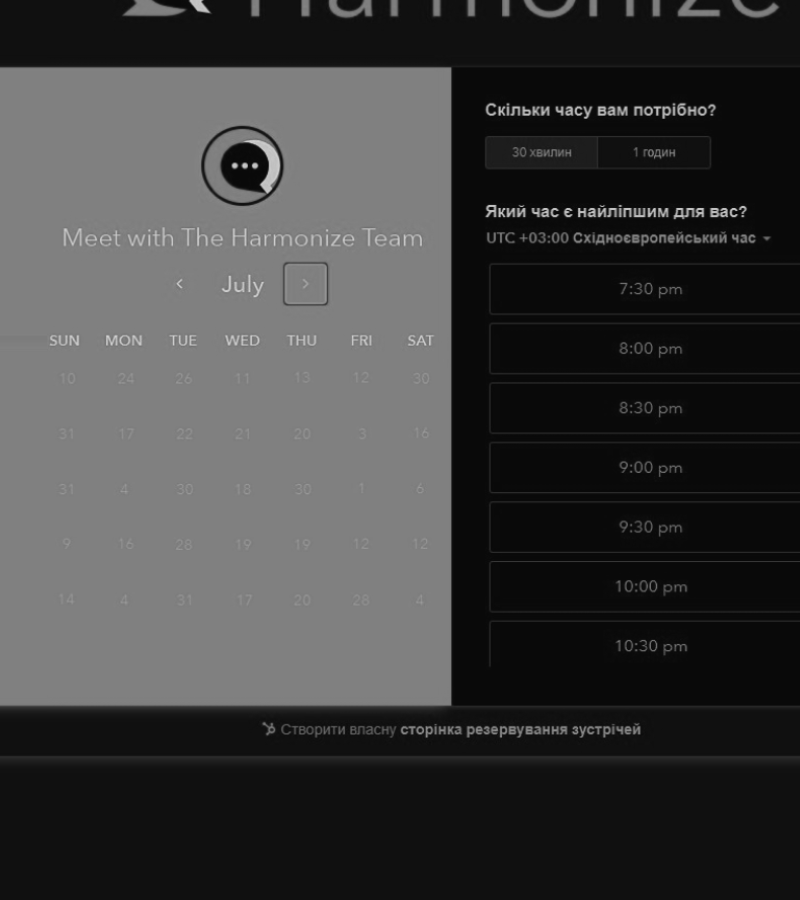 Harmonize
Meet with The Harmonize Team
July
SUN MON TUE WED THU FRI SAT
10 24 26 11 13 12 30
31 17 22 21 20 3 16
31 4 30 18 30 1 6
9 16 28 19 19 12 12
14 4 31 17 20 28 4
Скільки часу вам потрібно?
30 хвилин 1 годин
Який час є найліпшим для вас?
UTC +03:00 Східноєвропейський час
7:30 pm
8:00 pm
8:30 pm
9:00 pm
9:30 pm
10:00 pm
10:30 pm
Створити власну сторінка резервування зустрічей